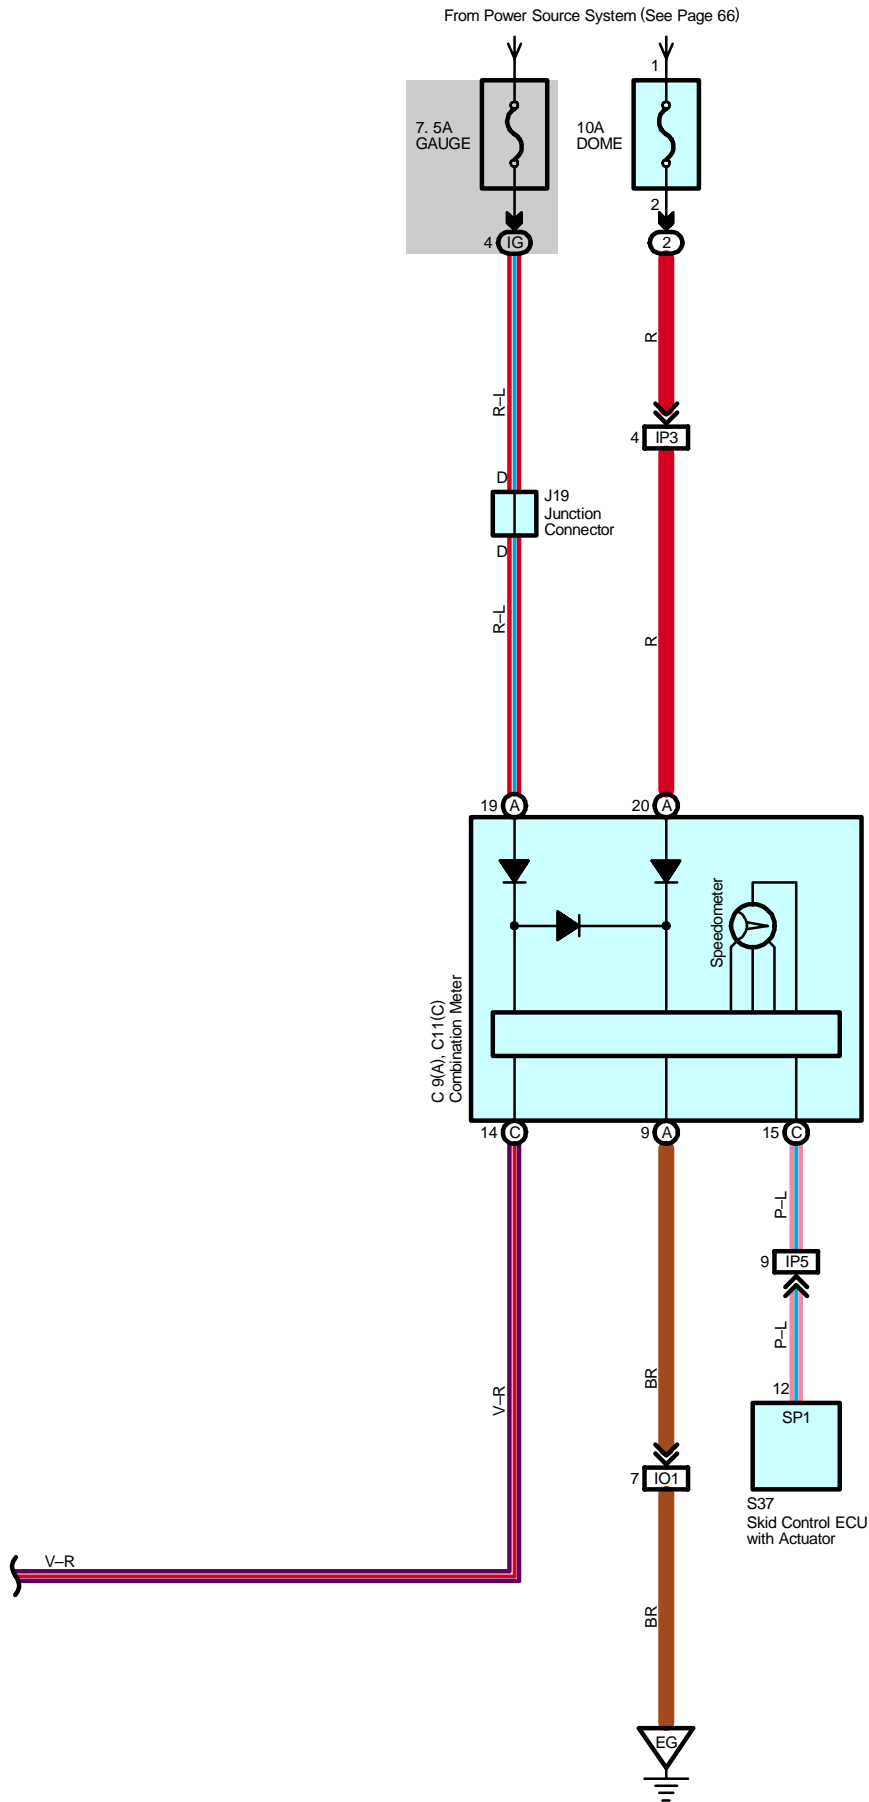 From Power Source System (See Page 66)
1
7. 5A
GAUGE
10A
DOME
2
4 IG
2
R
R–L
4 IP3
D
J19
Junction
Connector
D
R–L
R
19 A
20 A
Speedometer
C 9(A), C11(C)
Combination Meter
14 C
9 A
15 C
P–L
9 IP5
P–L
12
SP1
BR
V–R
7 IO1
S37
Skid Control ECU
with Actuator
V–R
BR
EG